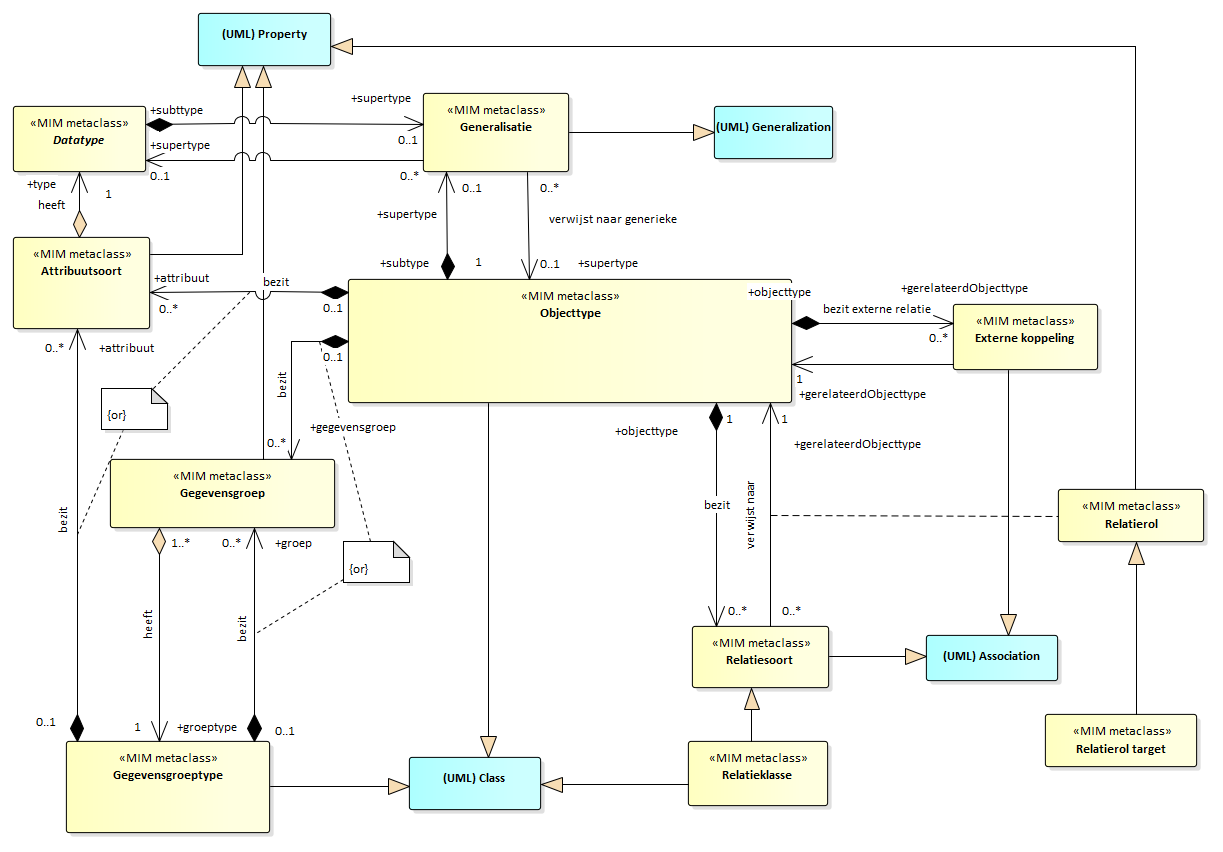 (UML) Property
«MIM metaclass»
Datatype
+subttype
+supertype
0..1
+supertype
0..1
0..*
«MIM metaclass»
Generalisatie
(UML) Generalization
+type
heeft
1
+supertype
0..1
0..*
verwijst naar generieke
+subtype
1
0..1
+supertype
«MIM metaclass»
Attribuutsoort
+attribuut
0..*
bezit
0..1
0..1
«MIM metaclass»
Objecttype
+objecttype
+gerelateerdObjecttype
bezit externe relatie
0..*
«MIM metaclass»
Externe koppeling
1
+gerelateerdObjecttype
0..*
+attribuut
{or}
bezit
+gegevensgroep
0..*
+objecttype
1
1
+gerelateerdObjecttype
«MIM metaclass»
Gegevensgroep
bezit
verwijst naar
«MIM metaclass»
Relatierol
bezit
1..*
0..*
+groep
{or}
heeft
bezit
0..*
0..*
«MIM metaclass»
Relatiesoort
(UML) Association
0..1
1
+groeptype
0..1
«MIM metaclass»
Gegevensgroeptype
(UML) Class
«MIM metaclass»
Relatieklasse
«MIM metaclass»
Relatierol target